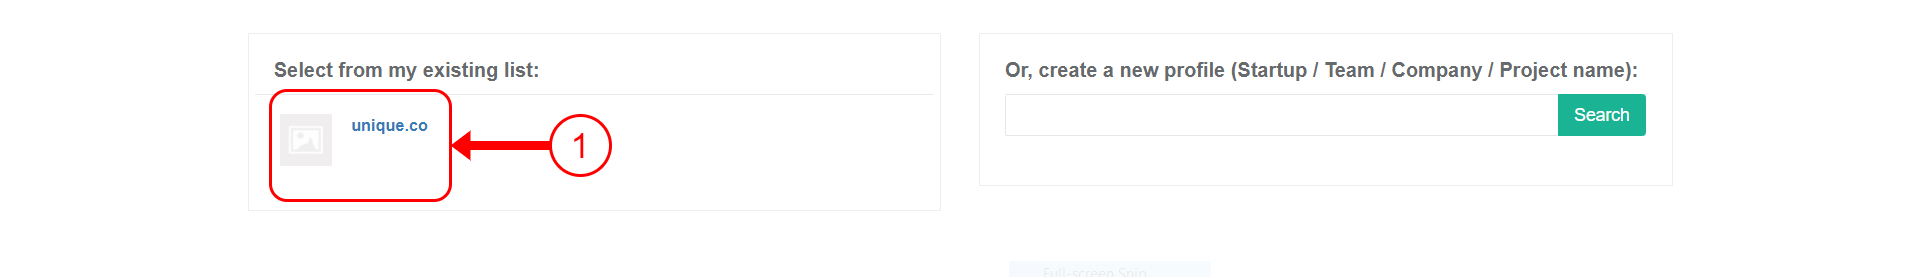 Select from my existing list:
unique.co
1
Or, create a new profile (Startup / Team / Company / Project name):
Search
Full-screen Snip